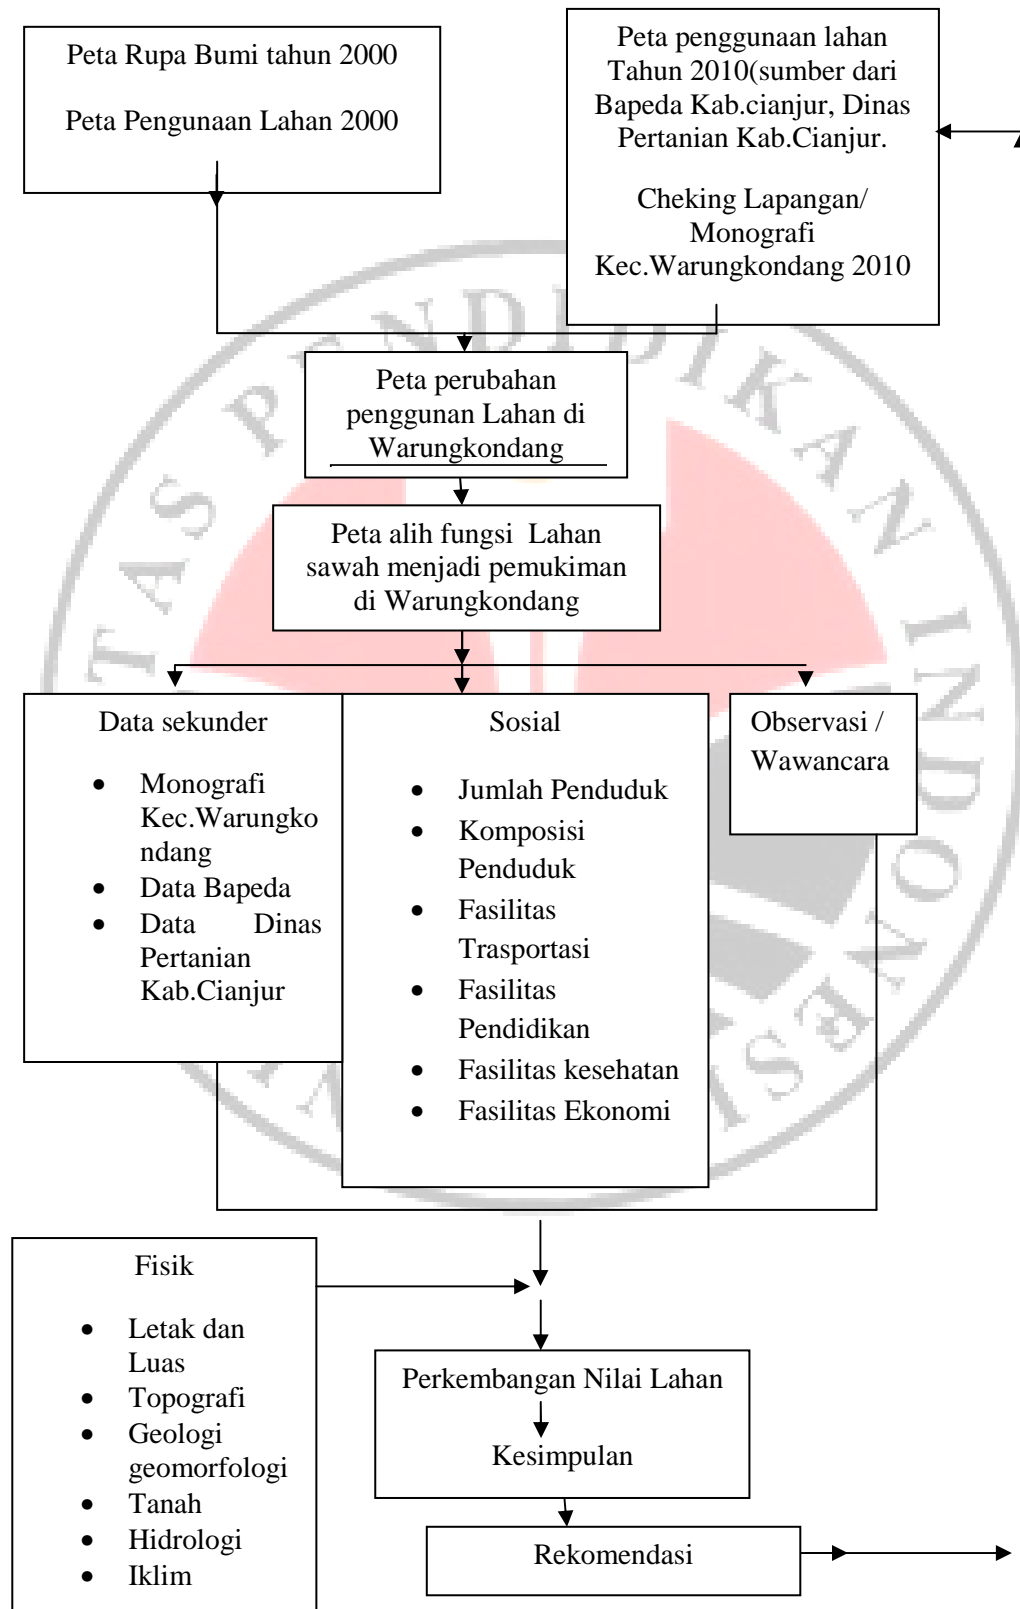 Peta Rupa Bumi tahun 2000
Peta Pengunaan Lahan 2000
Peta penggunaan lahan
Tahun 2010(sumber dari
Bapeda Kab.cianjur, Dinas
Pertanian Kab.Cianjur.
Cheking Lapangan/
Monografi
Kec.Warungkondang 2010
Peta perubahan
penggunan Lahan di
Warungkondang
Peta alih fungsi Lahan
sawah menjadi pemukiman
di Warungkondang
Data sekunder
• Monografi
Kec.Warungko
ndang
• Data Bapeda
• Data Dinas
Pertanian
Kab.Cianjur
Sosial
• Jumlah Penduduk
• Komposisi
Penduduk
• Fasilitas
Trasportasi
• Fasilitas
Pendidikan
• Fasilitas kesehatan
• Fasilitas Ekonomi
Observasi /
Wawancara
Fisik
• Letak dan
Luas
• Topografi
• Geologi
geomorfologi
• Tanah
• Hidrologi
• Iklim
Perkembangan Nilai Lahan
Kesimpulan
Rekomendasi
TAS PENDIDIKAN INDONESI